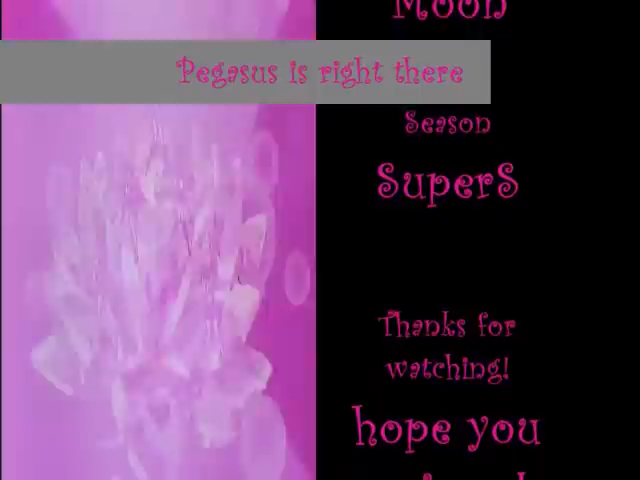 Moon
Pegasus is right there
Season
SuperS
Thanks for
watching!
hope you